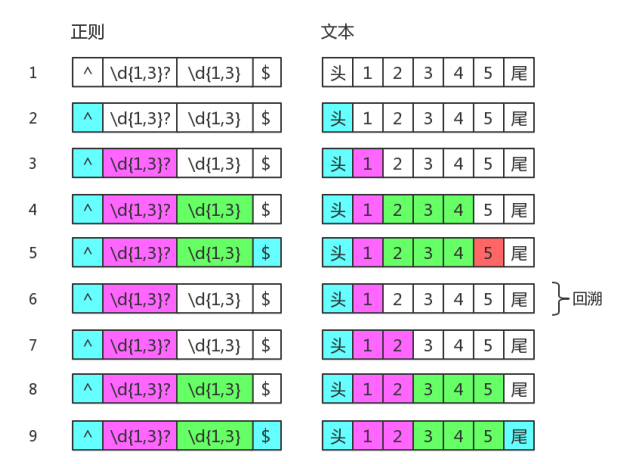 正则 文本
1 ^ \d{1,3}? \d{1,3} $ 头 1 2 3 4 5 尾
2 ^ \d{1,3}? \d{1,3} $ 头 1 2 3 4 5 尾
3 ^ \d{1,3}? \d{1,3} $ 头 1 2 3 4 5 尾
4 ^ \d{1,3}? \d{1,3} $ 头 1 2 3 4 5 尾
5 ^ \d{1,3}? \d{1,3} $ 头 1 2 3 4 5 尾
6 ^ \d{1,3}? \d{1,3} $ 头 1 2 3 4 5 尾 回溯
7 ^ \d{1,3}? \d{1,3} $ 头 1 2 3 4 5 尾
8 ^ \d{1,3}? \d{1,3} $ 头 1 2 3 4 5 尾
9 ^ \d{1,3}? \d{1,3} $ 头 1 2 3 4 5 尾